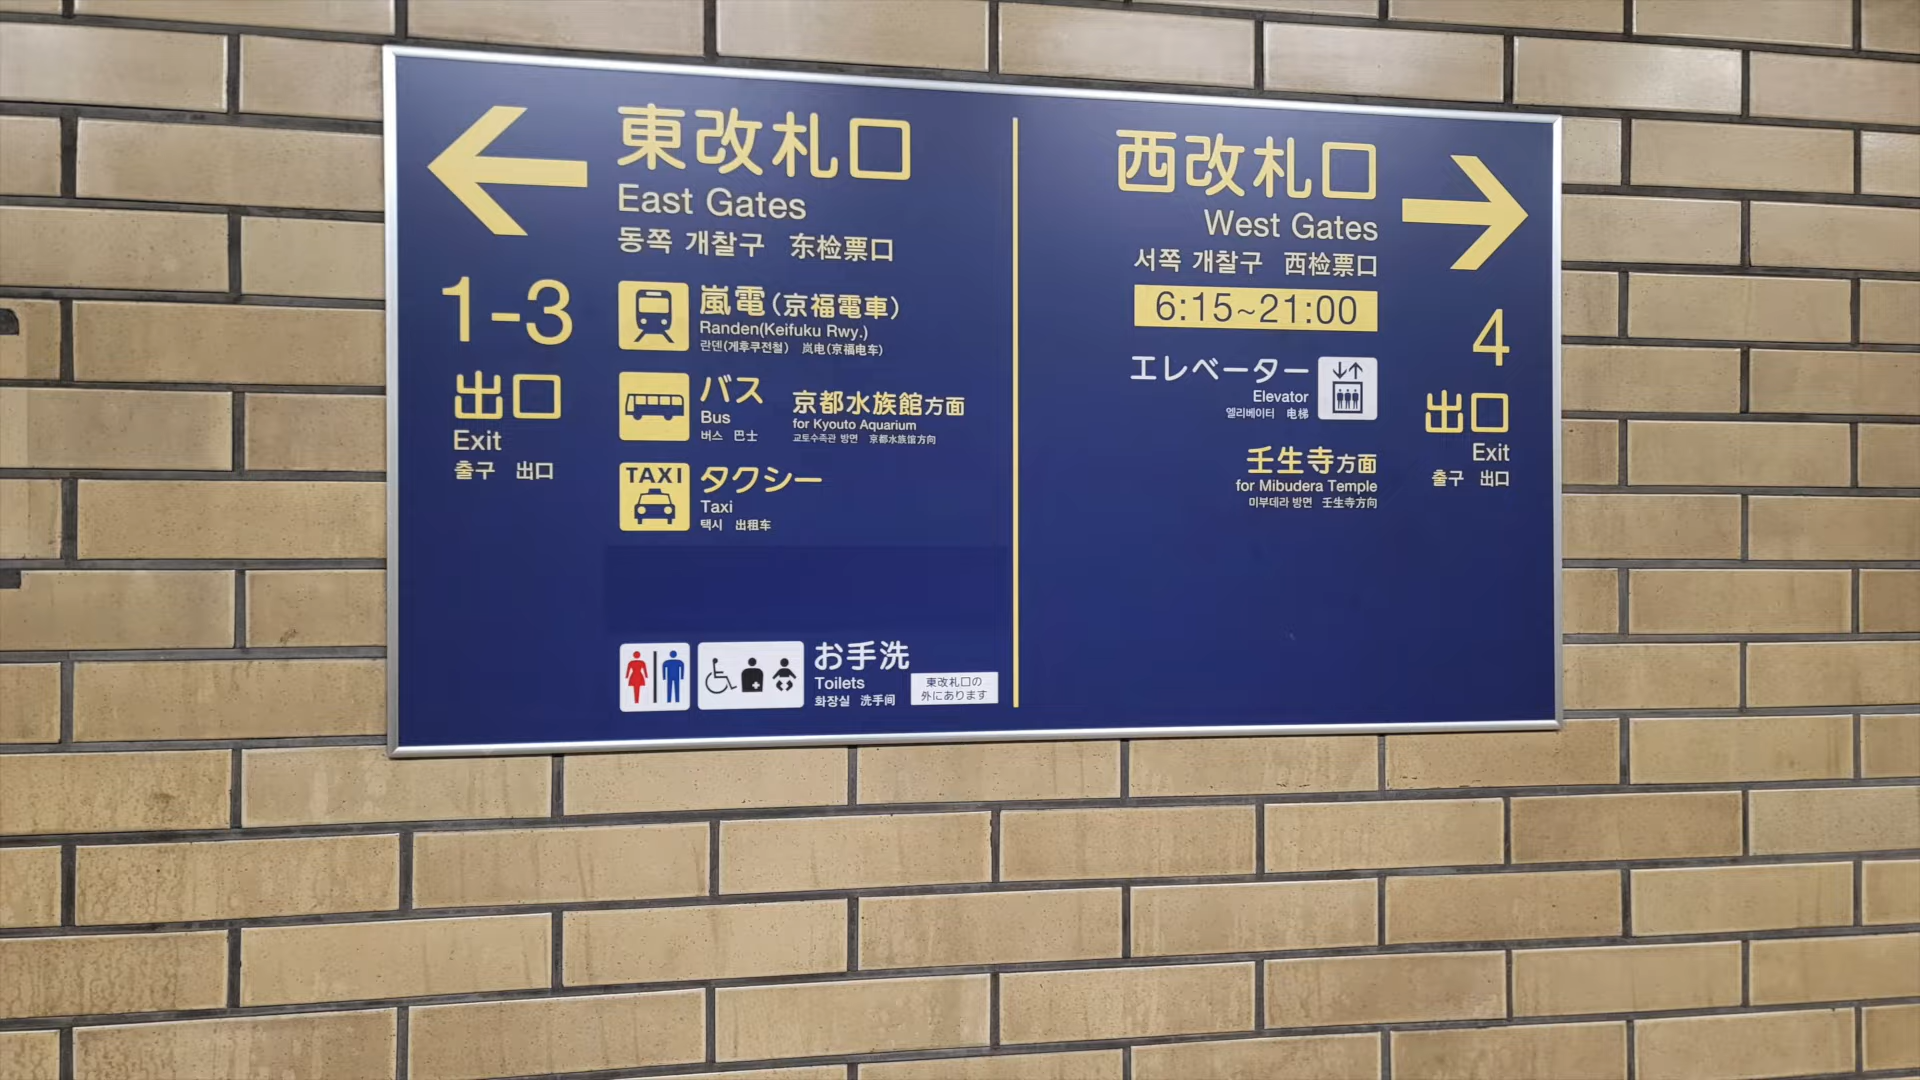 東改札口
East Gates
동쪽 개찰구 东检票口
1-3
出口
Exit
출구 出口
嵐電(京福電車)
Randen(Keifuku Rwy.)
란덴(게후쿠전철) 岚电(京福电车)
バス
Bus
버스 巴士
京都水族館方面
for Kyouto Aquarium
교토수족관 방면 京都水族馆方向
TAXI
タクシー
Taxi
택시 出租车
お手洗
Toilets
화장실 洗手间
東改札口の
外にあります
西改札口
West Gates
서쪽 개찰구 西检票口
6:15~21:00
4
出口
Exit
출구 出口
エレベーター
Elevator
엘리베이터 电梯
壬生寺方面
for Mibudera Temple
미부데라 방면 壬生寺方向